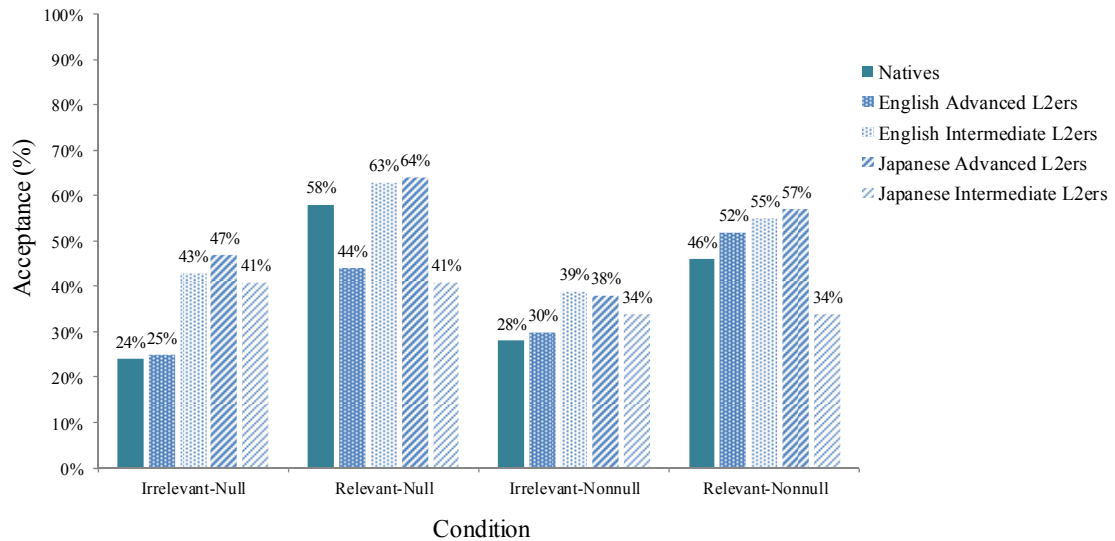 100%
90%
80%
70%
60%
50%
40%
30%
20%
10%
0%
Acceptance (%)
24% 25% 43% 47% 41%
58% 44% 63% 64% 41%
28% 30% 39% 38% 34%
46% 52% 55% 57% 34%
Irrelevant-Null Relevant-Null Irrelevant-Nonnull Relevant-Nonnull
Condition
Natives
English Advanced L2ers
English Intermediate L2ers
Japanese Advanced L2ers
Japanese Intermediate L2ers